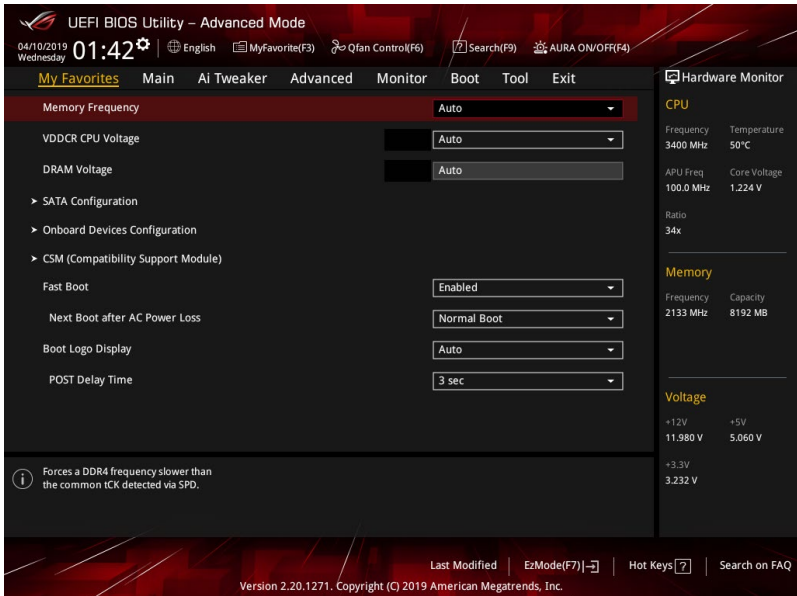 UEFI BIOS Utility – Advanced Mode
04/10/2019
Wednesday
01:42
English
MyFavorite(F3)
Qfan Control(F6)
Search(F9)
AURA ON/OFF(F4)
My Favorites Main Ai Tweaker Advanced Monitor Boot Tool Exit
Memory Frequency Auto
VDDCR CPU Voltage Auto
DRAM Voltage Auto
SATA Configuration
Onboard Devices Configuration
CSM (Compatibility Support Module)
Fast Boot Enabled
Next Boot after AC Power Loss Normal Boot
Boot Logo Display Auto
POST Delay Time 3 sec
Forces a DDR4 frequency slower than
the common tCK detected via SPD.
Hardware Monitor
CPU
Frequency Temperature
3400 MHz 50°C
APU Freq Core Voltage
100.0 MHz 1.224 V
Ratio
34x
Memory
Frequency Capacity
2133 MHz 8192 MB
Voltage
+12V +5V
11.980 V 5.060 V
+3.3V
3.232 V
Last Modified EzMode(F7) Hot Keys ? Search on FAQ
Version 2.20.1271. Copyright (C) 2019 American Megatrends, Inc.